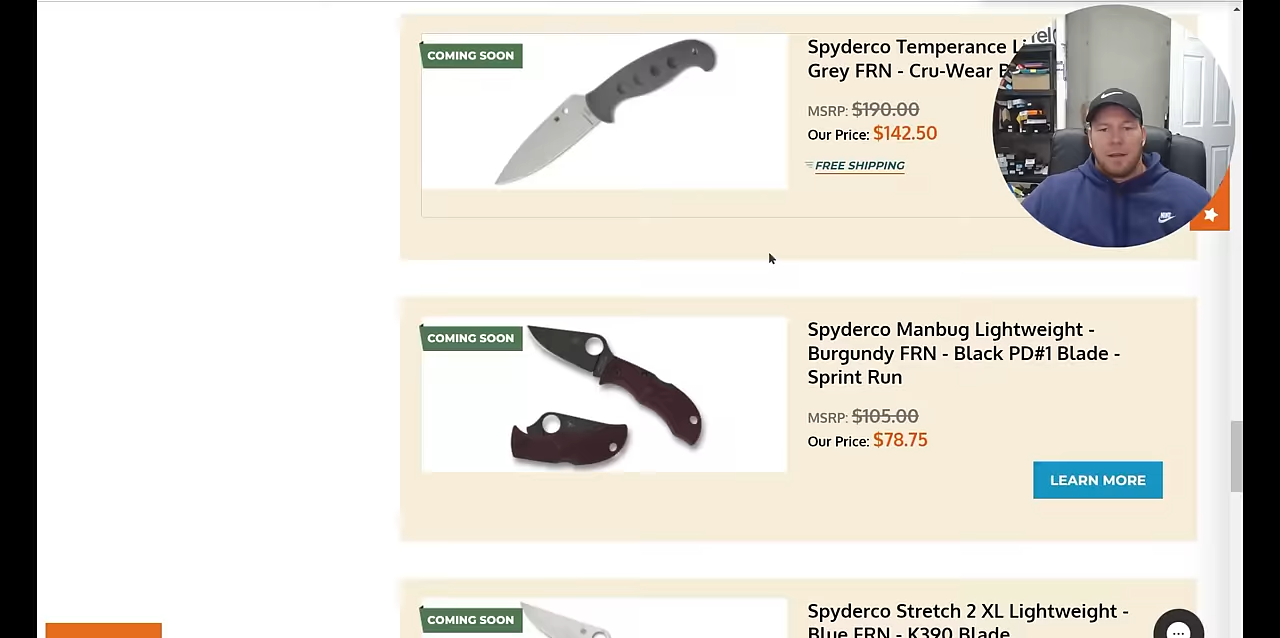 COMING SOON
Spyderco Temperance Li
Grey FRN - Cru-Wear
MSRP: $190.00
Our Price: $142.50
FREE SHIPPING
COMING SOON
Spyderco Manbug Lightweight -
Burgundy FRN - Black PD#1 Blade -
Sprint Run
MSRP: $105.00
Our Price: $78.75
LEARN MORE
COMING SOON
Spyderco Stretch 2 XL Lightweight -
Blue FRN - K390 Blade